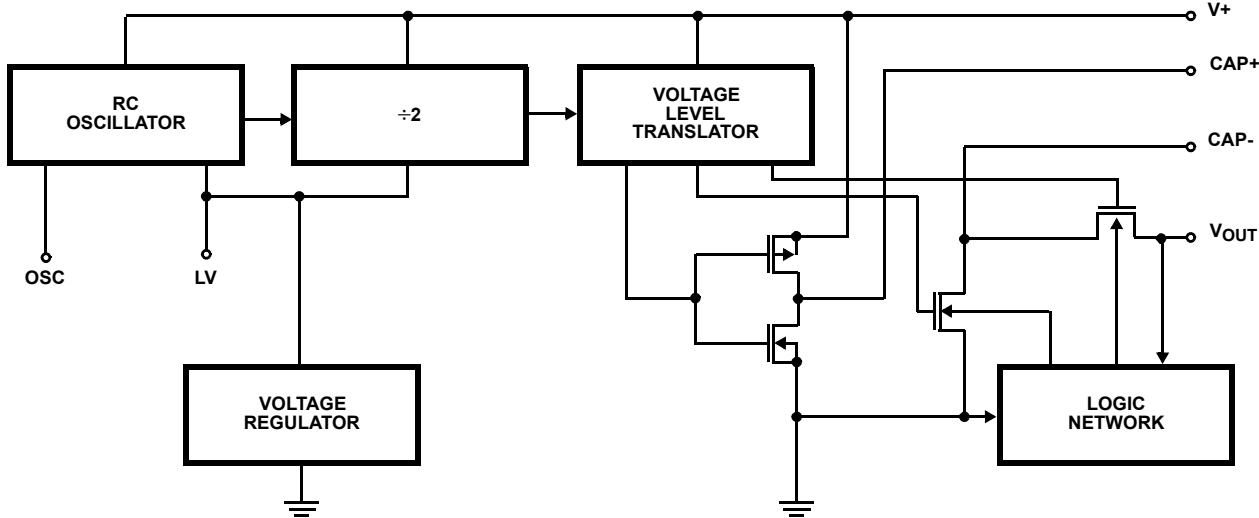 V+
CAP+
RC
OSCILLATOR
÷2
VOLTAGE
LEVEL
TRANSLATOR
CAP-
VOUT
OSC
LV
VOLTAGE
REGULATOR
LOGIC
NETWORK